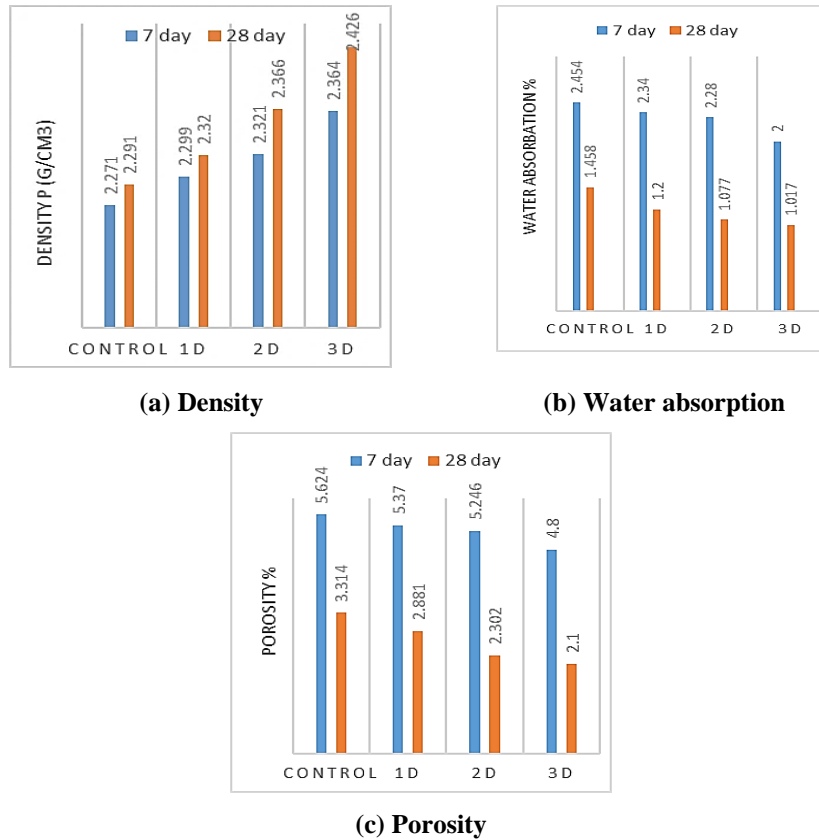 7 day 28 day
DENSITY P (G/CM3)
2.271
2.291
2.299
2.32
2.321
2.366
2.364
2.426
CONTROL 1D 2D 3D
(a) Density
7 day 28 day
WATER ABSORBATION %
2.454
1.458
2.34
1.2
2.28
1.077
2
1.017
CONTROL 1D 2D 3D
(b) Water absorption
7 day 28 day
POROSITY %
5.624
3.314
5.37
2.881
5.246
2.302
4.8
2.1
CONTROL 1D 2D 3D
(c) Porosity